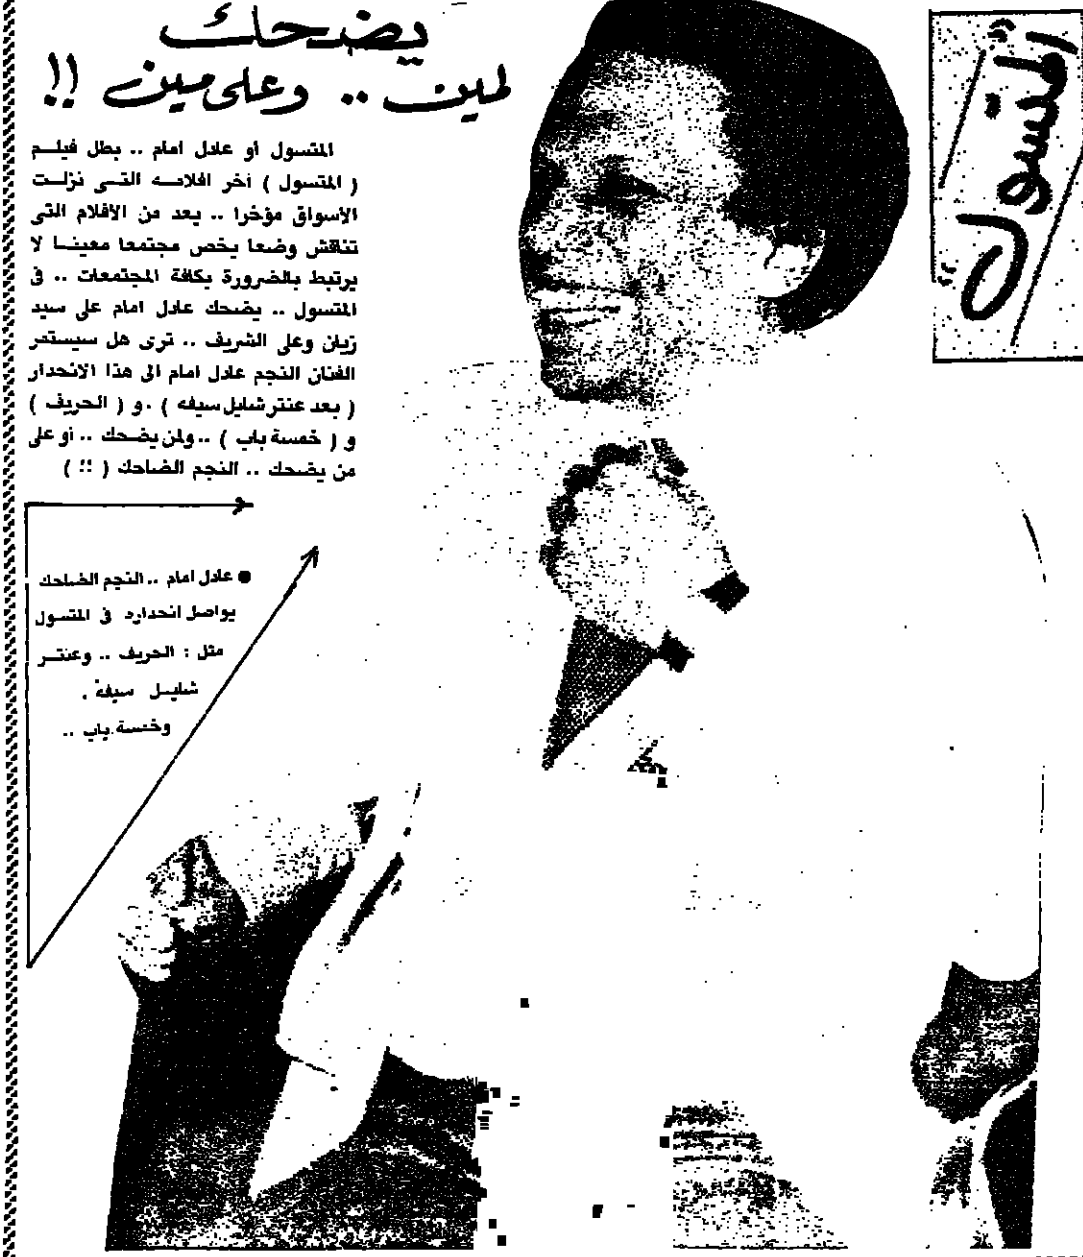 ”المتسول“
يضحك
لمين .. وعلى مين !!
المتسول أو عادل امام .. بطل فيلم
( المتسول ) آخر افلامه التى نزلت
الأسواق مؤخرا .. يعد من الأفلام التى
تناقش وضعا يخص مجتمعا معينا لا
يرتبط بالضرورة بكافة المجتمعات .. فى
المتسول .. يضحك عادل امام على سيد
زيان وعلى الشريف .. ترى هل سيستمر
الفنان النجم عادل امام الى هذا الانحدار
( بعد عنتر شايل سيفه ) . و ( الحريف )
و ( خمسة باب ) .. ولمن يضحك .. أو على
من يضحك .. النجم الضاحك ( !! )
● عادل امام .. النجم الضاحك
يواصل انحداره فى المتسول
مثل : الحريف .. وعنتر
شايل سيفه .
وخمسة باب ..